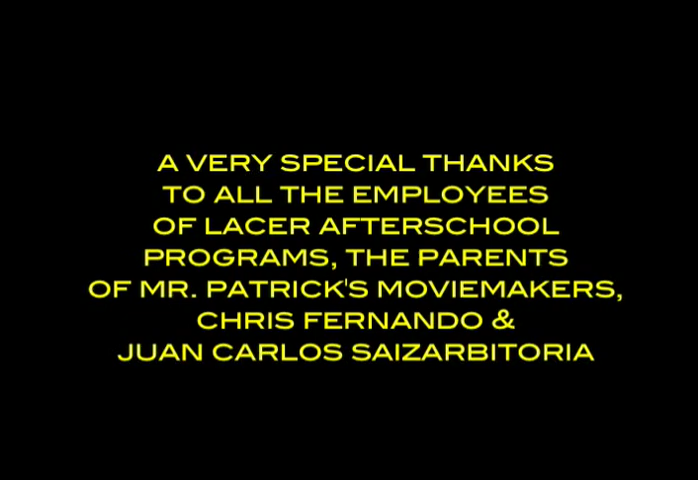 A VERY SPECIAL THANKS
TO ALL THE EMPLOYEES
OF LACER AFTERSCHOOL
PROGRAMS, THE PARENTS
OF MR. PATRICK'S MOVIEMAKERS,
CHRIS FERNANDO &
JUAN CARLOS SAIZARBITORIA